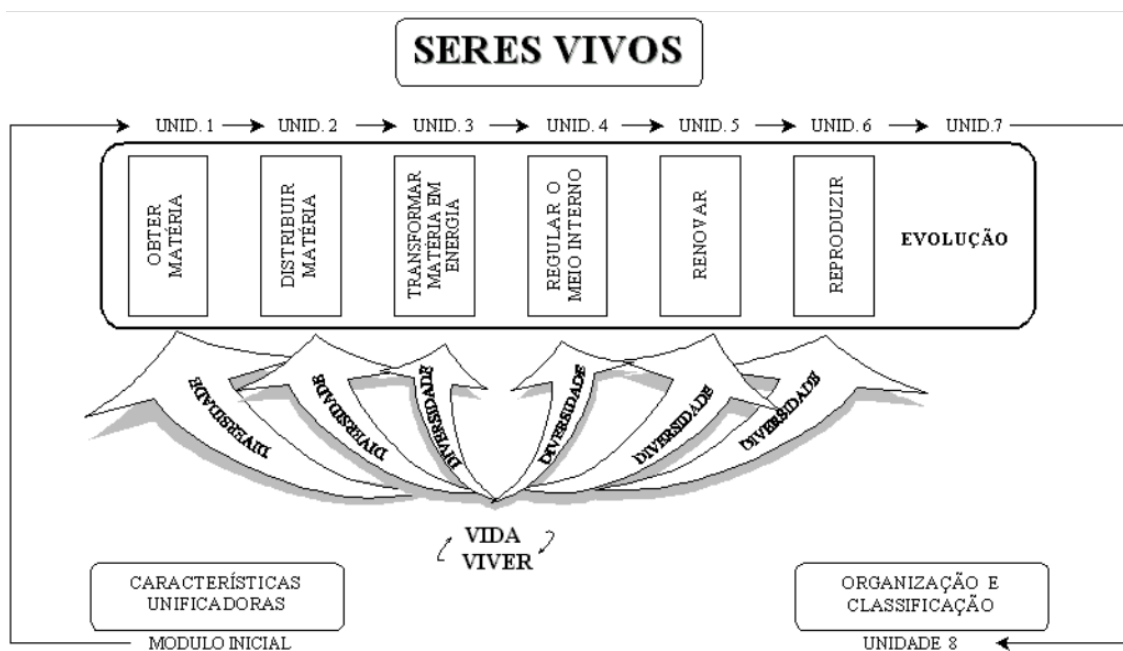 SERES VIVOS
UNID. 1
UNID. 2
UNID. 3
UNID. 4
UNID. 5
UNID. 6
UNID.7
OBTER
MATÉRIA
DISTRIBUIR
MATÉRIA
TRANSFORMAR
MATÉRIA EM
ENERGIA
REGULAR O
MEIO INTERNO
RENOVAR
REPRODUZIR
EVOLUÇÃO
DIVERSIDADE
DIVERSIDADE
DIVERSIDADE
DIVERSIDADE
DIVERSIDADE
DIVERSIDADE
VIDA
VIVER
CARACTERÍSTICAS
UNIFICADORAS
MODULO INICIAL
ORGANIZAÇÃO E
CLASSIFICAÇÃO
UNIDADE 8